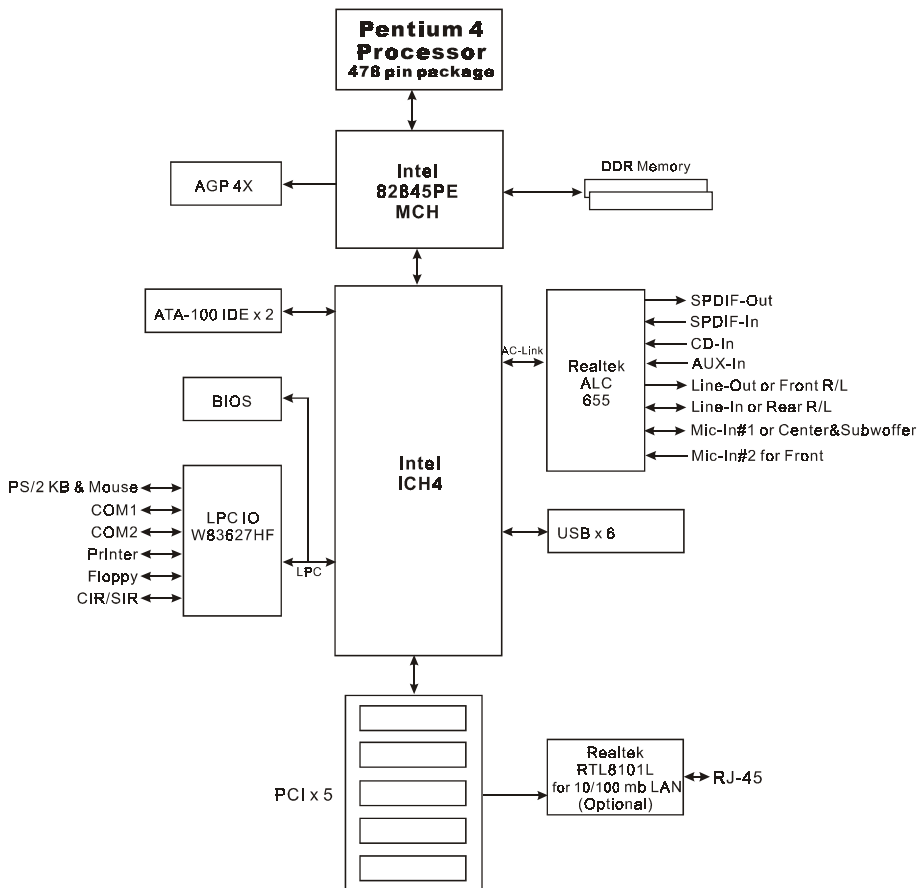 Pentium 4
Processor
478 pin package
AGP 4X
Intel
82845PE
MCH
DDR Memory
ATA-100 IDE x 2
BIOS
PS/2 KB & Mouse
COM1
COM2
Printer
Floppy
CIR/SIR
LPC IO
W83627HF
LPC
Intel
ICH4
AC-Link
Realtek
ALC
655
SPDIF-Out
SPDIF-In
CD-In
AUX-In
Line-Out or Front R/L
Line-In or Rear R/L
Mic-In#1 or Center&Subwoffer
Mic-In#2 for Front
USB x 6
PCI x 5
Realtek
RTL8101L
for 10/100 mb LAN
(Optional)
RJ-45